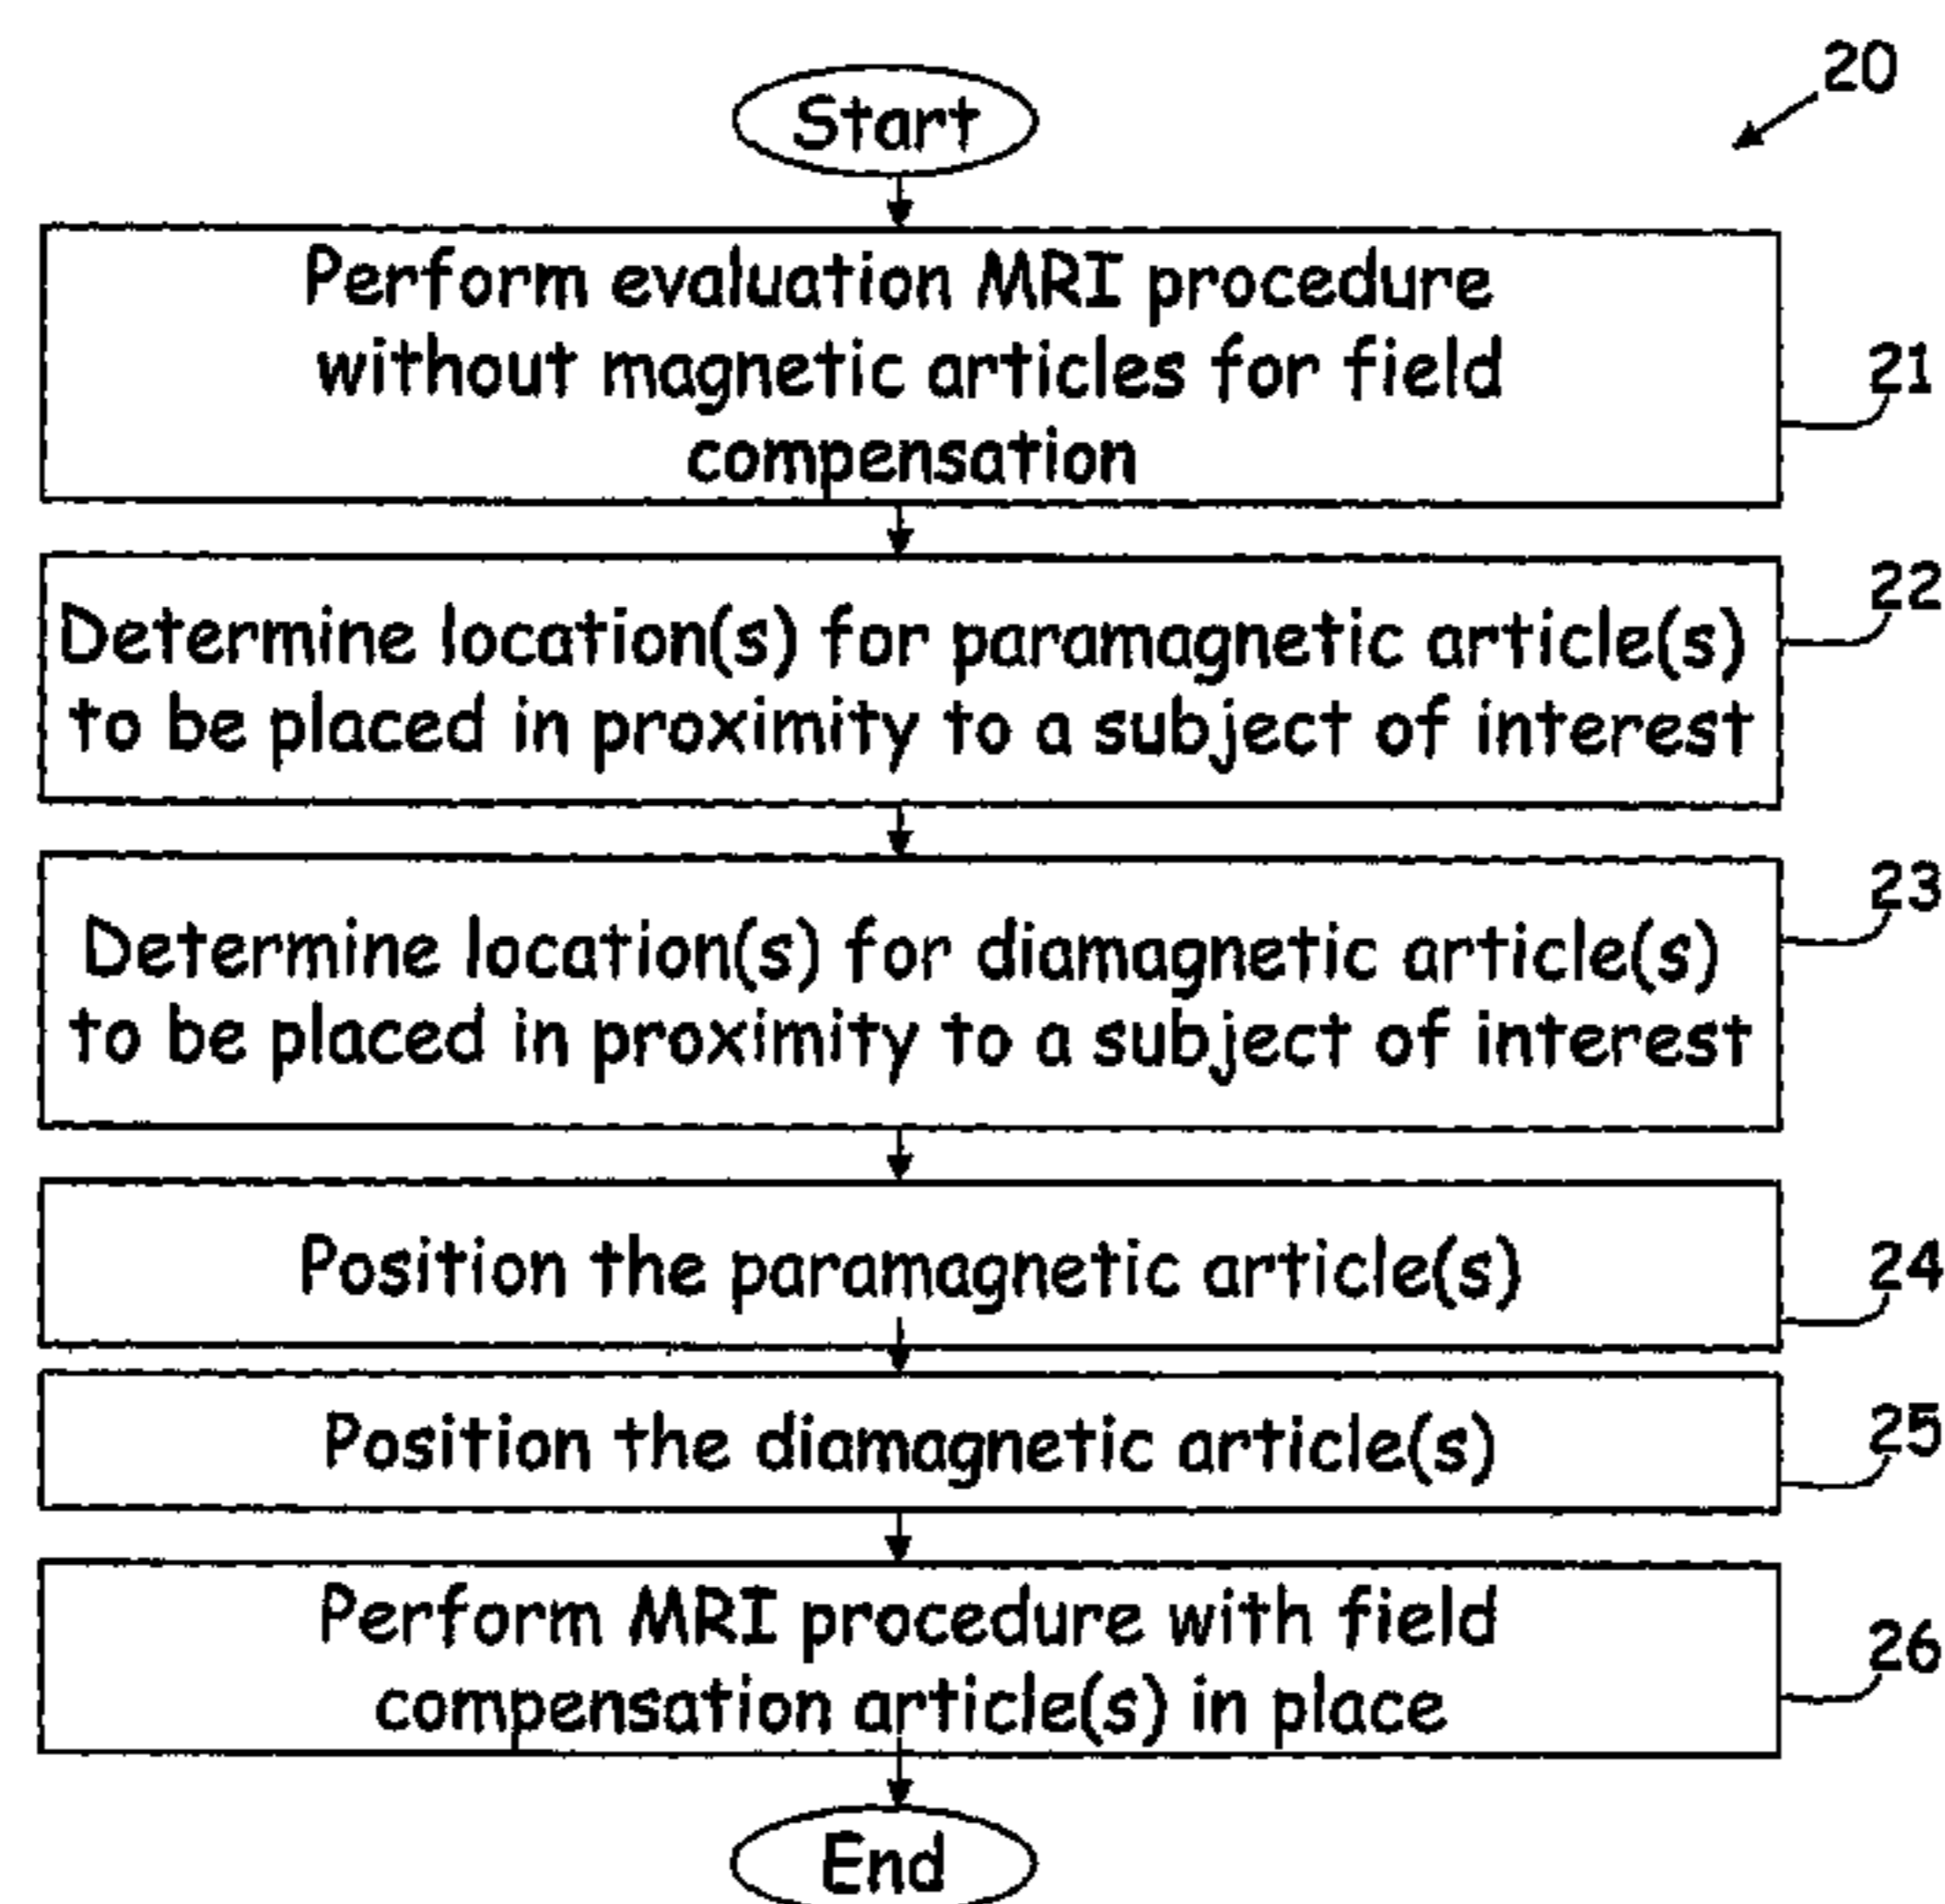 20
Start
Perform evaluation MRI procedure
without magnetic articles for field
compensation
21
Determine location(s) for paramagnetic article(s)
to be placed in proximity to a subject of interest
22
Determine location(s) for diamagnetic article(s)
to be placed in proximity to a subject of interest
23
Position the paramagnetic article(s)
24
Position the diamagnetic article(s)
25
Perform MRI procedure with field
compensation article(s) in place
26
End